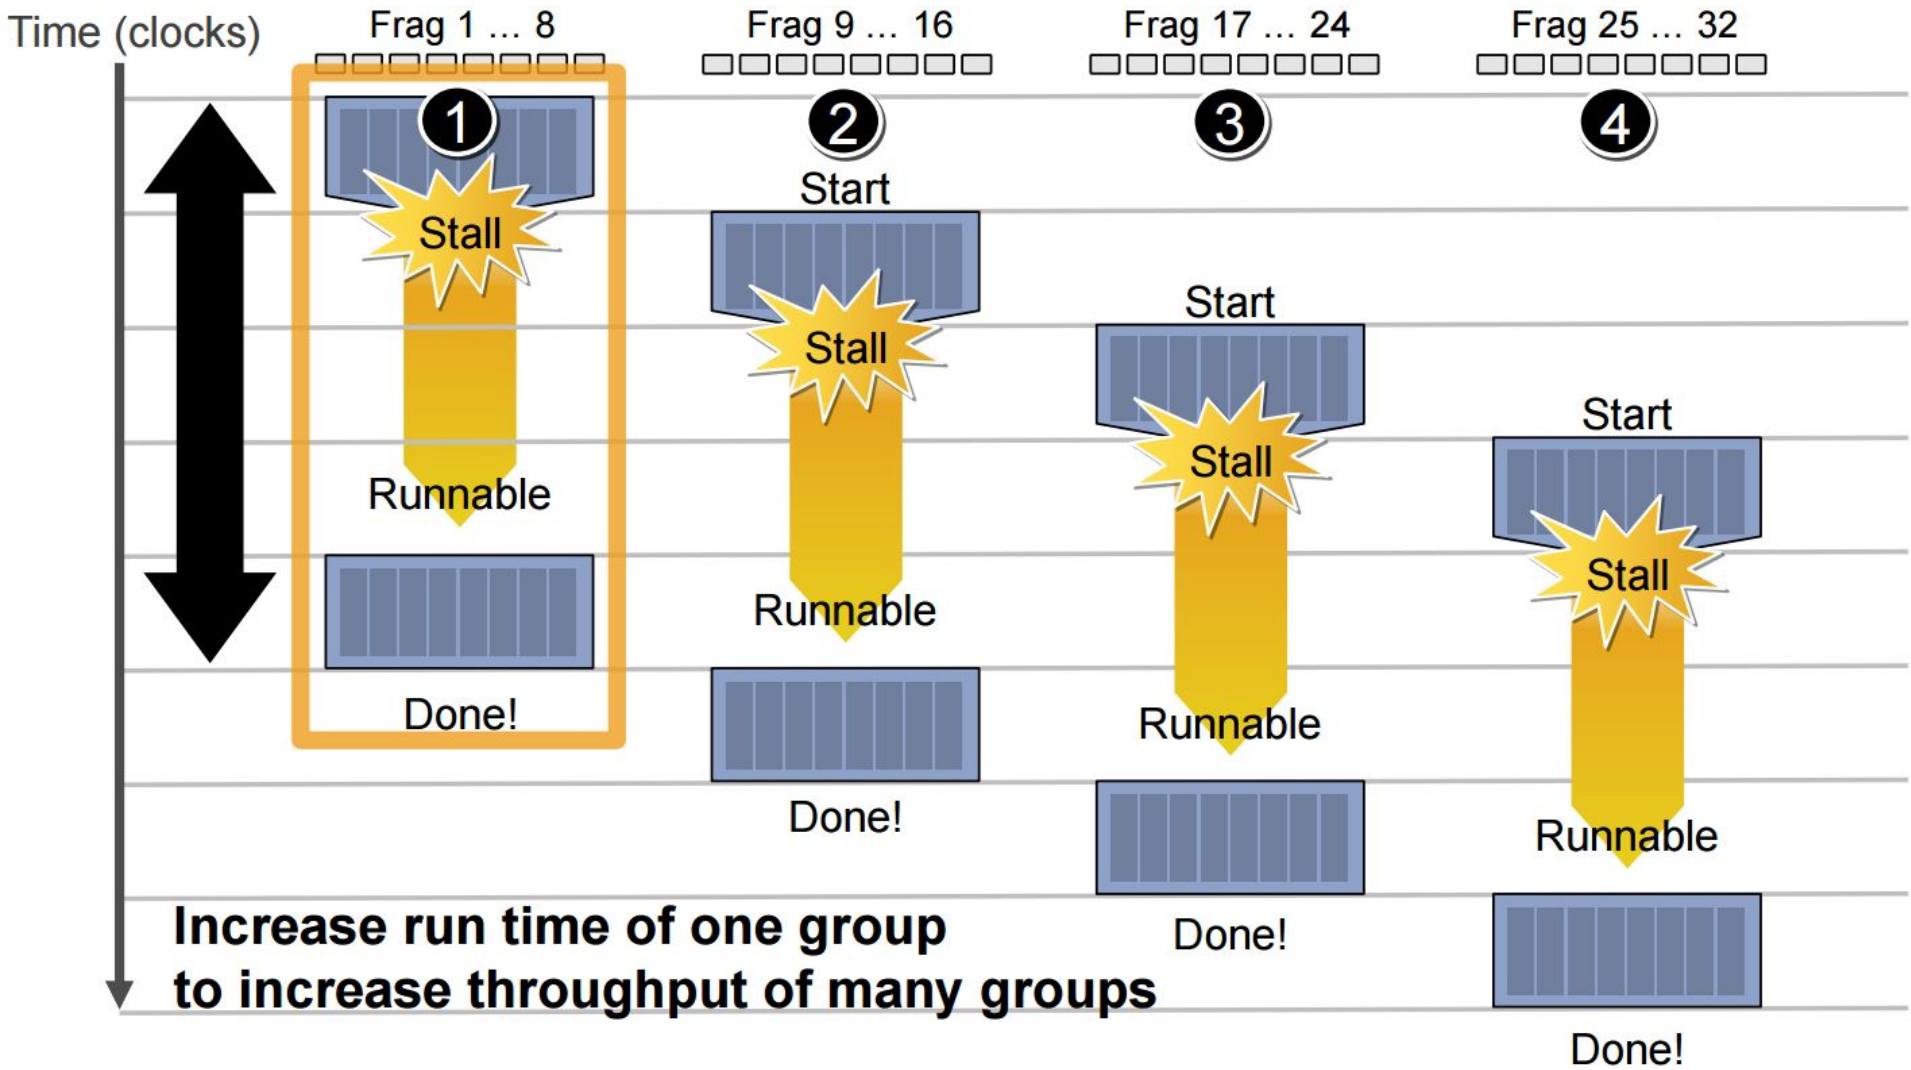 Time (clocks)
Frag 1 … 8
Frag 9 … 16
Frag 17 … 24
Frag 25 … 32
1
2
3
4
Start
Stall
Start
Stall
Start
Stall
Runnable
Stall
Runnable
Done!
Runnable
Done!
Runnable
Increase run time of one group
to increase throughput of many groups
Done!
Done!